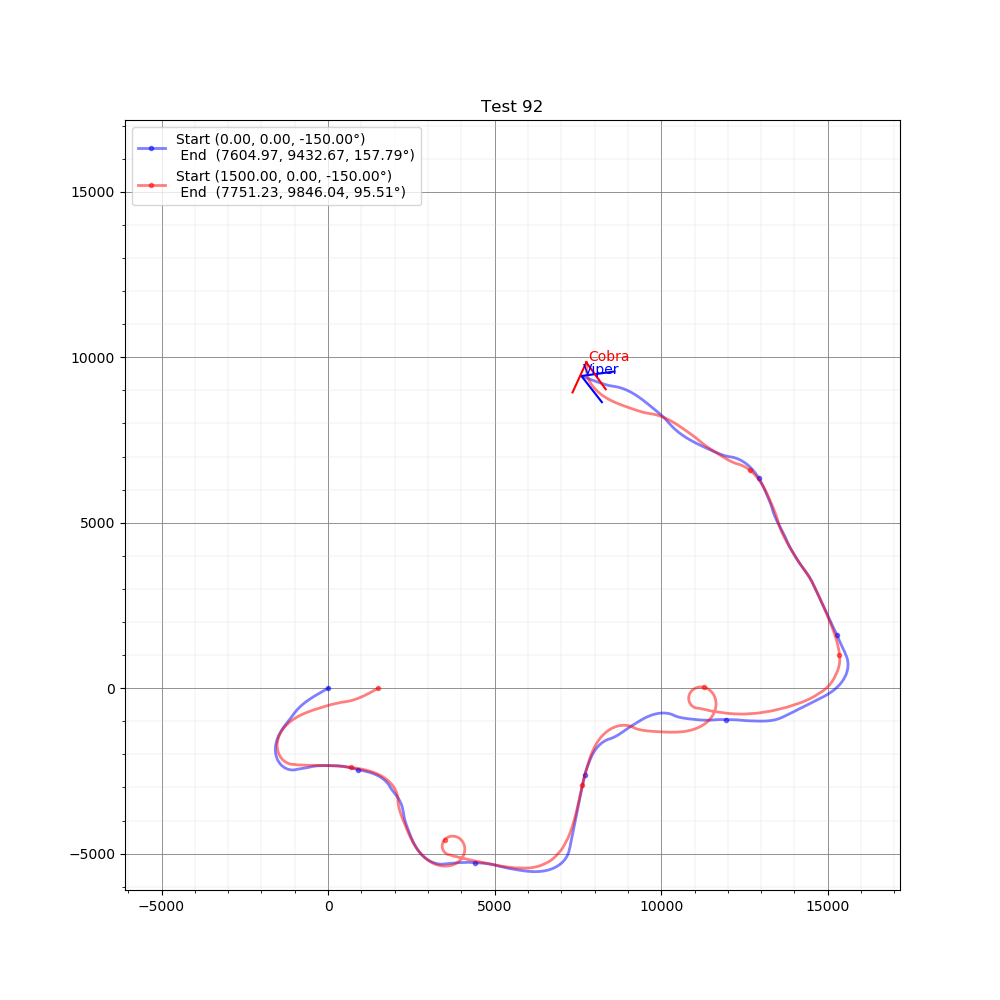 Test 92
Start (0.00, 0.00, -150.00°)
End (7604.97, 9432.67, 157.79°)
Start (1500.00, 0.00, -150.00°)
End (7751.23, 9846.04, 95.51°)
15000
10000
Cobra
Viper
5000
0
−5000
−5000 0 5000 10000 15000